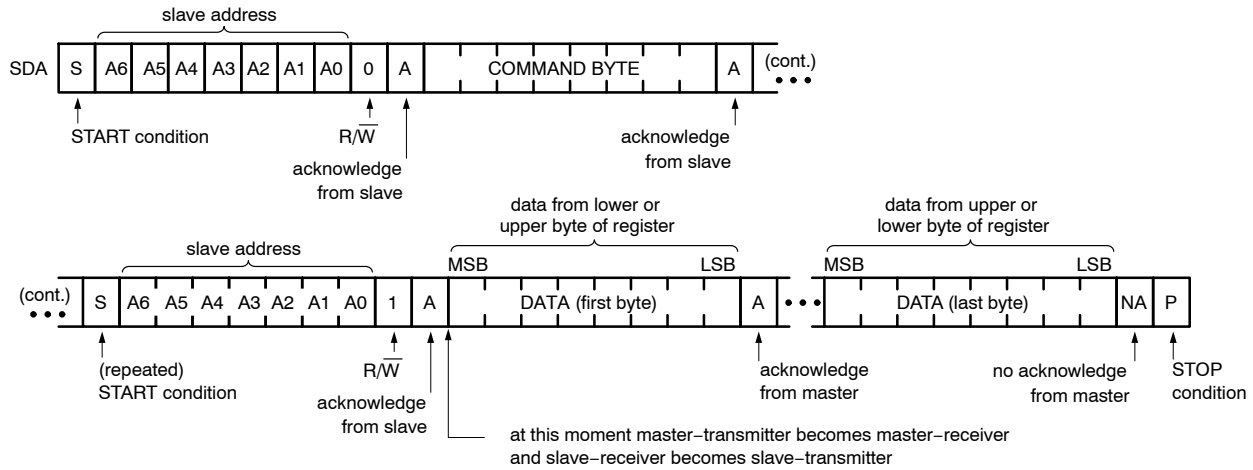 slave address
SDA S A6 A5 A4 A3 A2 A1 A0 0 A COMMAND BYTE A (cont.)
START condition
R/W
acknowledge
from slave
acknowledge
from slave
data from lower or
upper byte of register
data from upper or
lower byte of register
slave address
MSB LSB MSB LSB
(cont.) S A6 A5 A4 A3 A2 A1 A0 1 A DATA (first byte) A DATA (last byte) NA P
(repeated)
START condition
R/W
acknowledge
from slave
acknowledge
from master
no acknowledge
from master
STOP
condition
at this moment master−transmitter becomes master−receiver
and slave−receiver becomes slave−transmitter